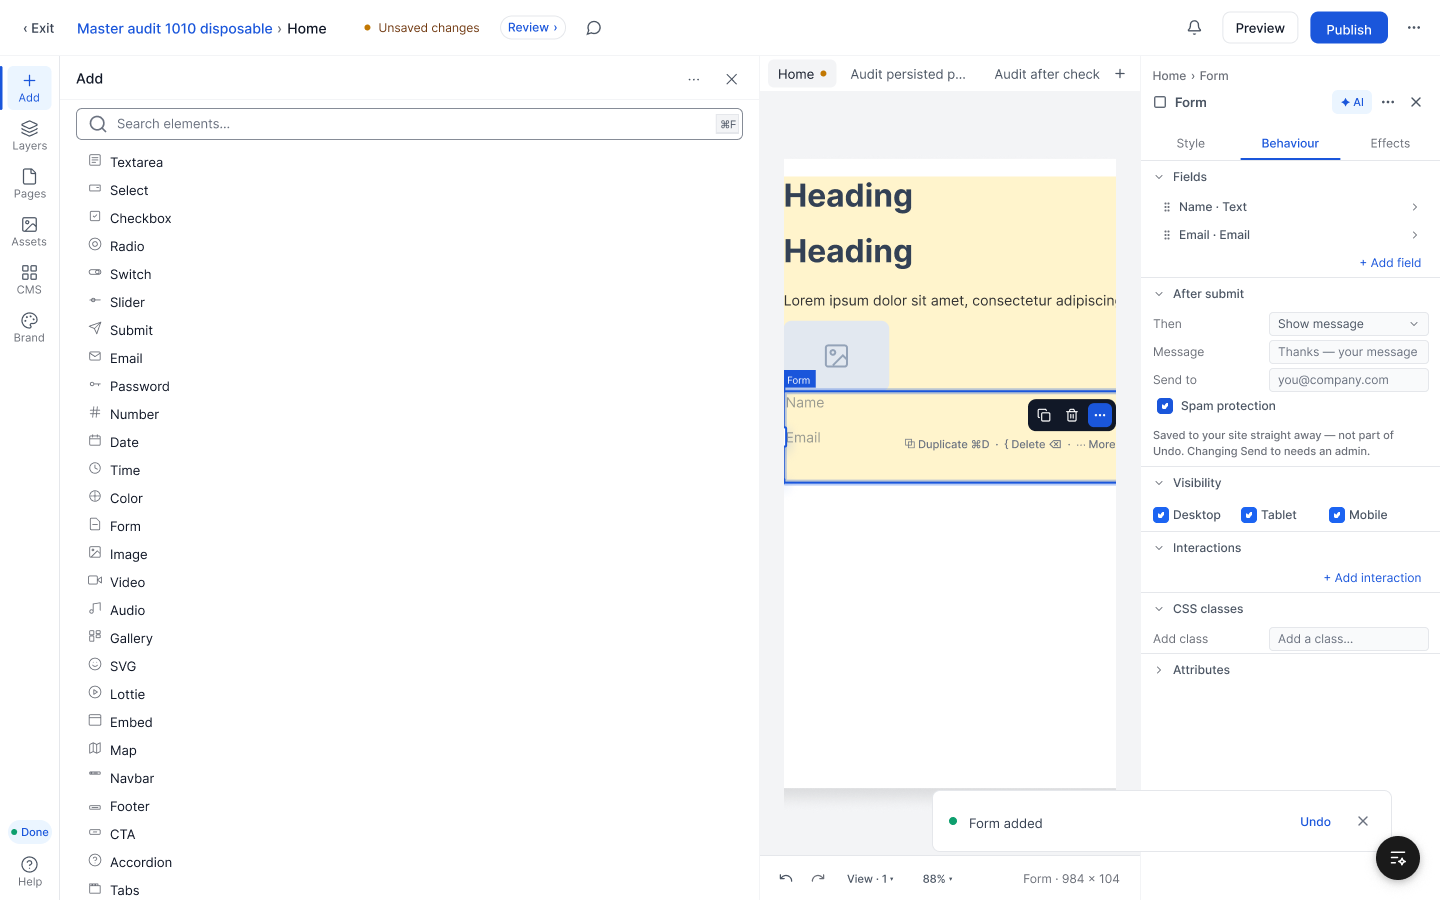 ‹ Exit
Master audit 1010 disposable › Home
Unsaved changes
Review ›
Preview
Publish
Add
Layers
Pages
Assets
CMS
Brand
Done
Help
Add
Search elements...
⌘F
Textarea
Select
Checkbox
Radio
Switch
Slider
Submit
Email
Password
Number
Date
Time
Color
Form
Image
Video
Audio
Gallery
SVG
Lottie
Embed
Map
Navbar
Footer
CTA
Accordion
Tabs
Home
Audit persisted p...
Audit after check
Heading
Heading
Lorem ipsum dolor sit amet, consectetur adipiscing
Form
Name
Email
Duplicate ⌘D · { Delete ⌫ · ··· More
Form added
Undo
View · 1
88%
Form · 984 × 104
Home › Form
Form
AI
Style
Behaviour
Effects
Fields
Name · Text
Email · Email
+ Add field
After submit
Then
Show message
Message
Thanks — your message
Send to
you@company.com
Spam protection
Saved to your site straight away — not part of
Undo. Changing Send to needs an admin.
Visibility
Desktop
Tablet
Mobile
Interactions
+ Add interaction
CSS classes
Add class
Add a class...
Attributes